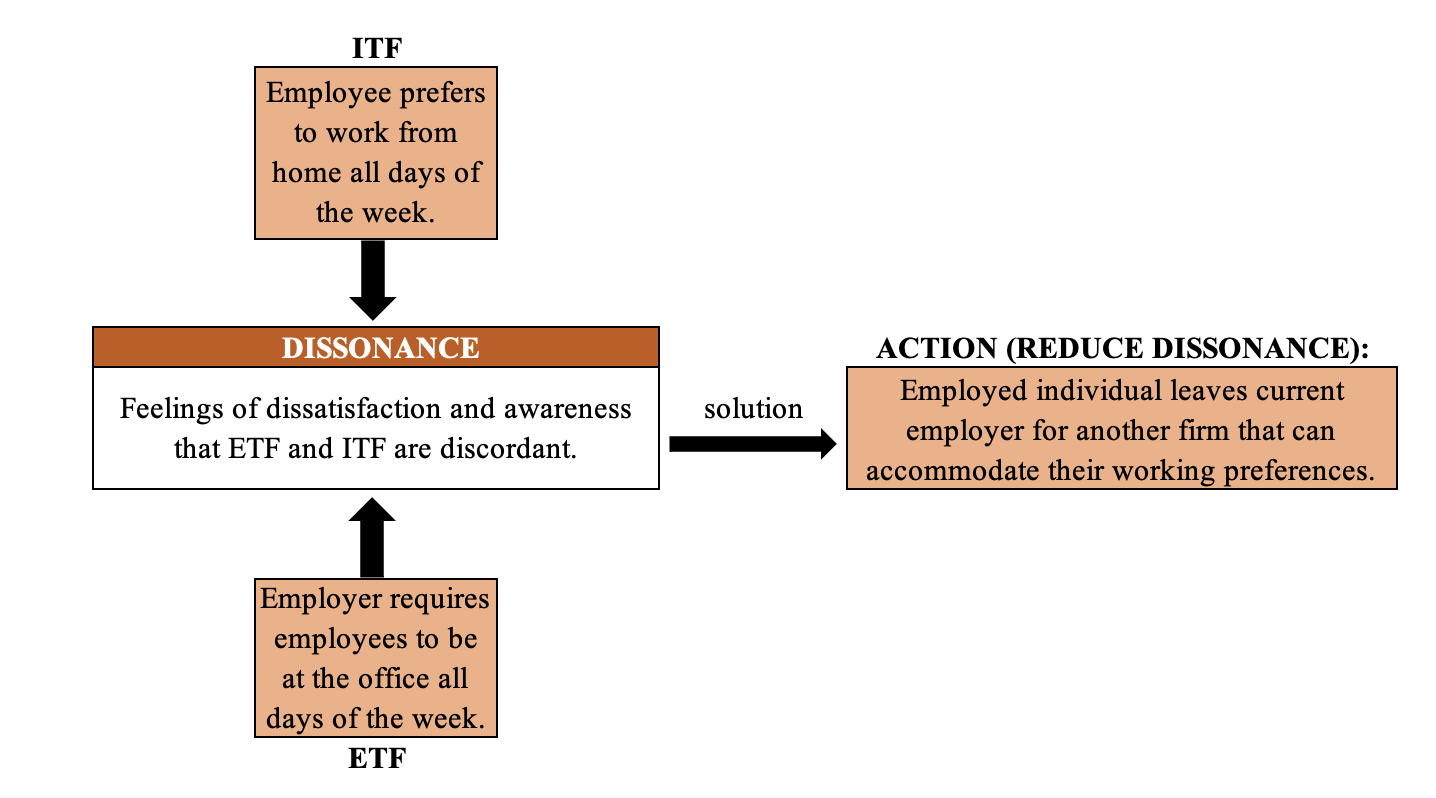 ITF
Employee prefers
to work from
home all days of
the week.
DISSONANCE
Feelings of dissatisfaction and awareness
that ETF and ITF are discordant.
solution
ACTION (REDUCE DISSONANCE):
Employed individual leaves current
employer for another firm that can
accommodate their working preferences.
Employer requires
employees to be
at the office all
days of the week.
ETF